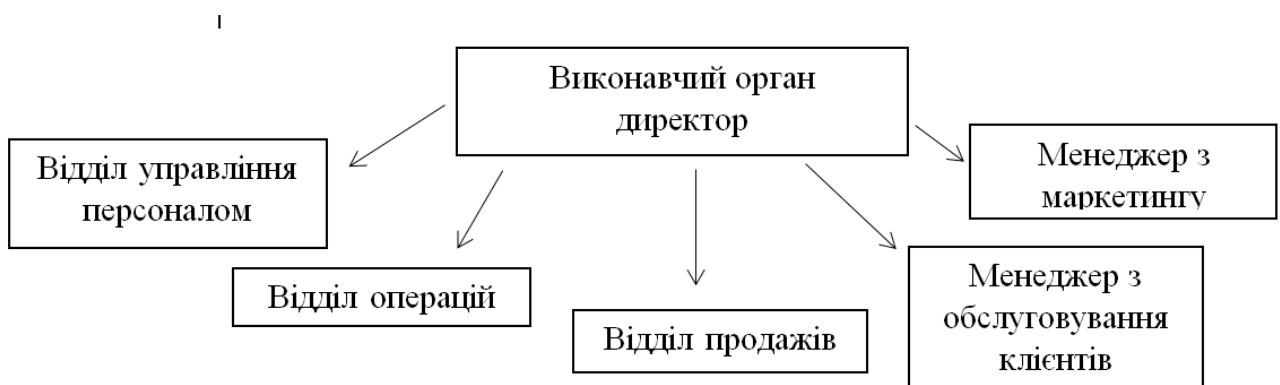 Виконавчий орган
директор
Відділ управління
персоналом
Менеджер з
маркетингу
Відділ операцій
Відділ продажів
Менеджер з
обслуговування
клієнтів